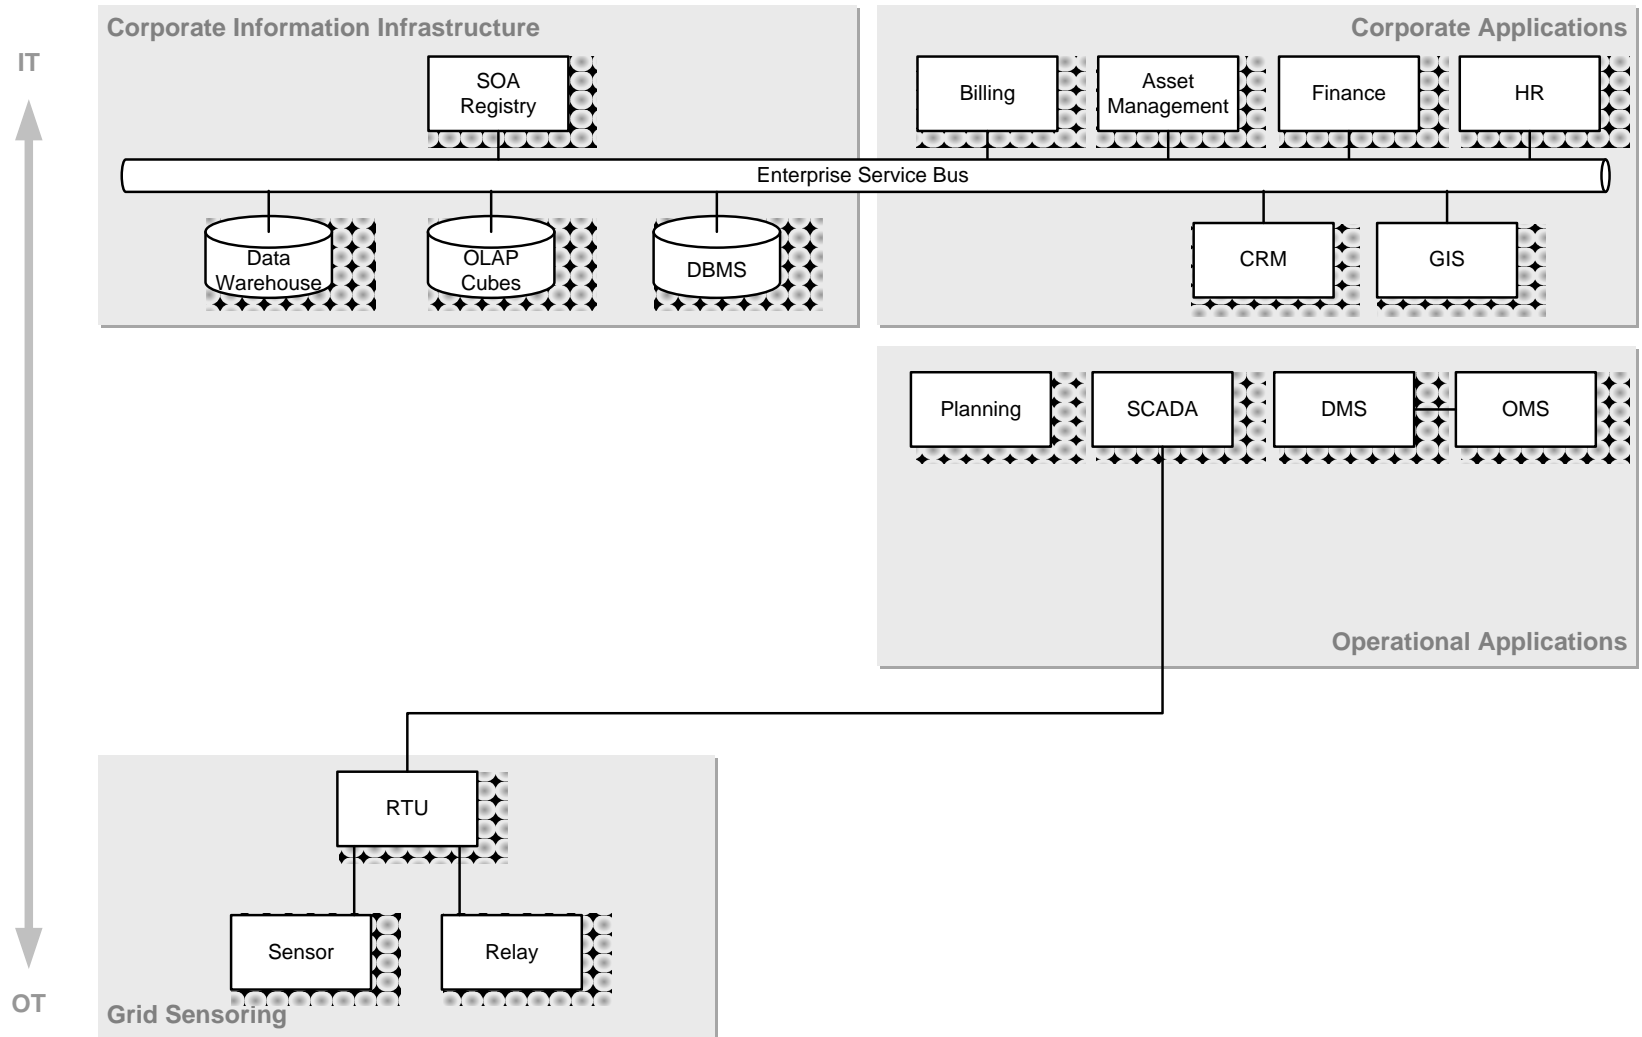 Corporate Information Infrastructure
Corporate Applications
IT
SOA
Registry
Billing
Asset
Management
Finance
HR
Enterprise Service Bus
Data
Warehouse
OLAP
Cubes
DBMS
CRM
GIS
Planning
SCADA
DMS
OMS
Operational Applications
RTU
Sensor
Relay
OT
Grid Sensoring